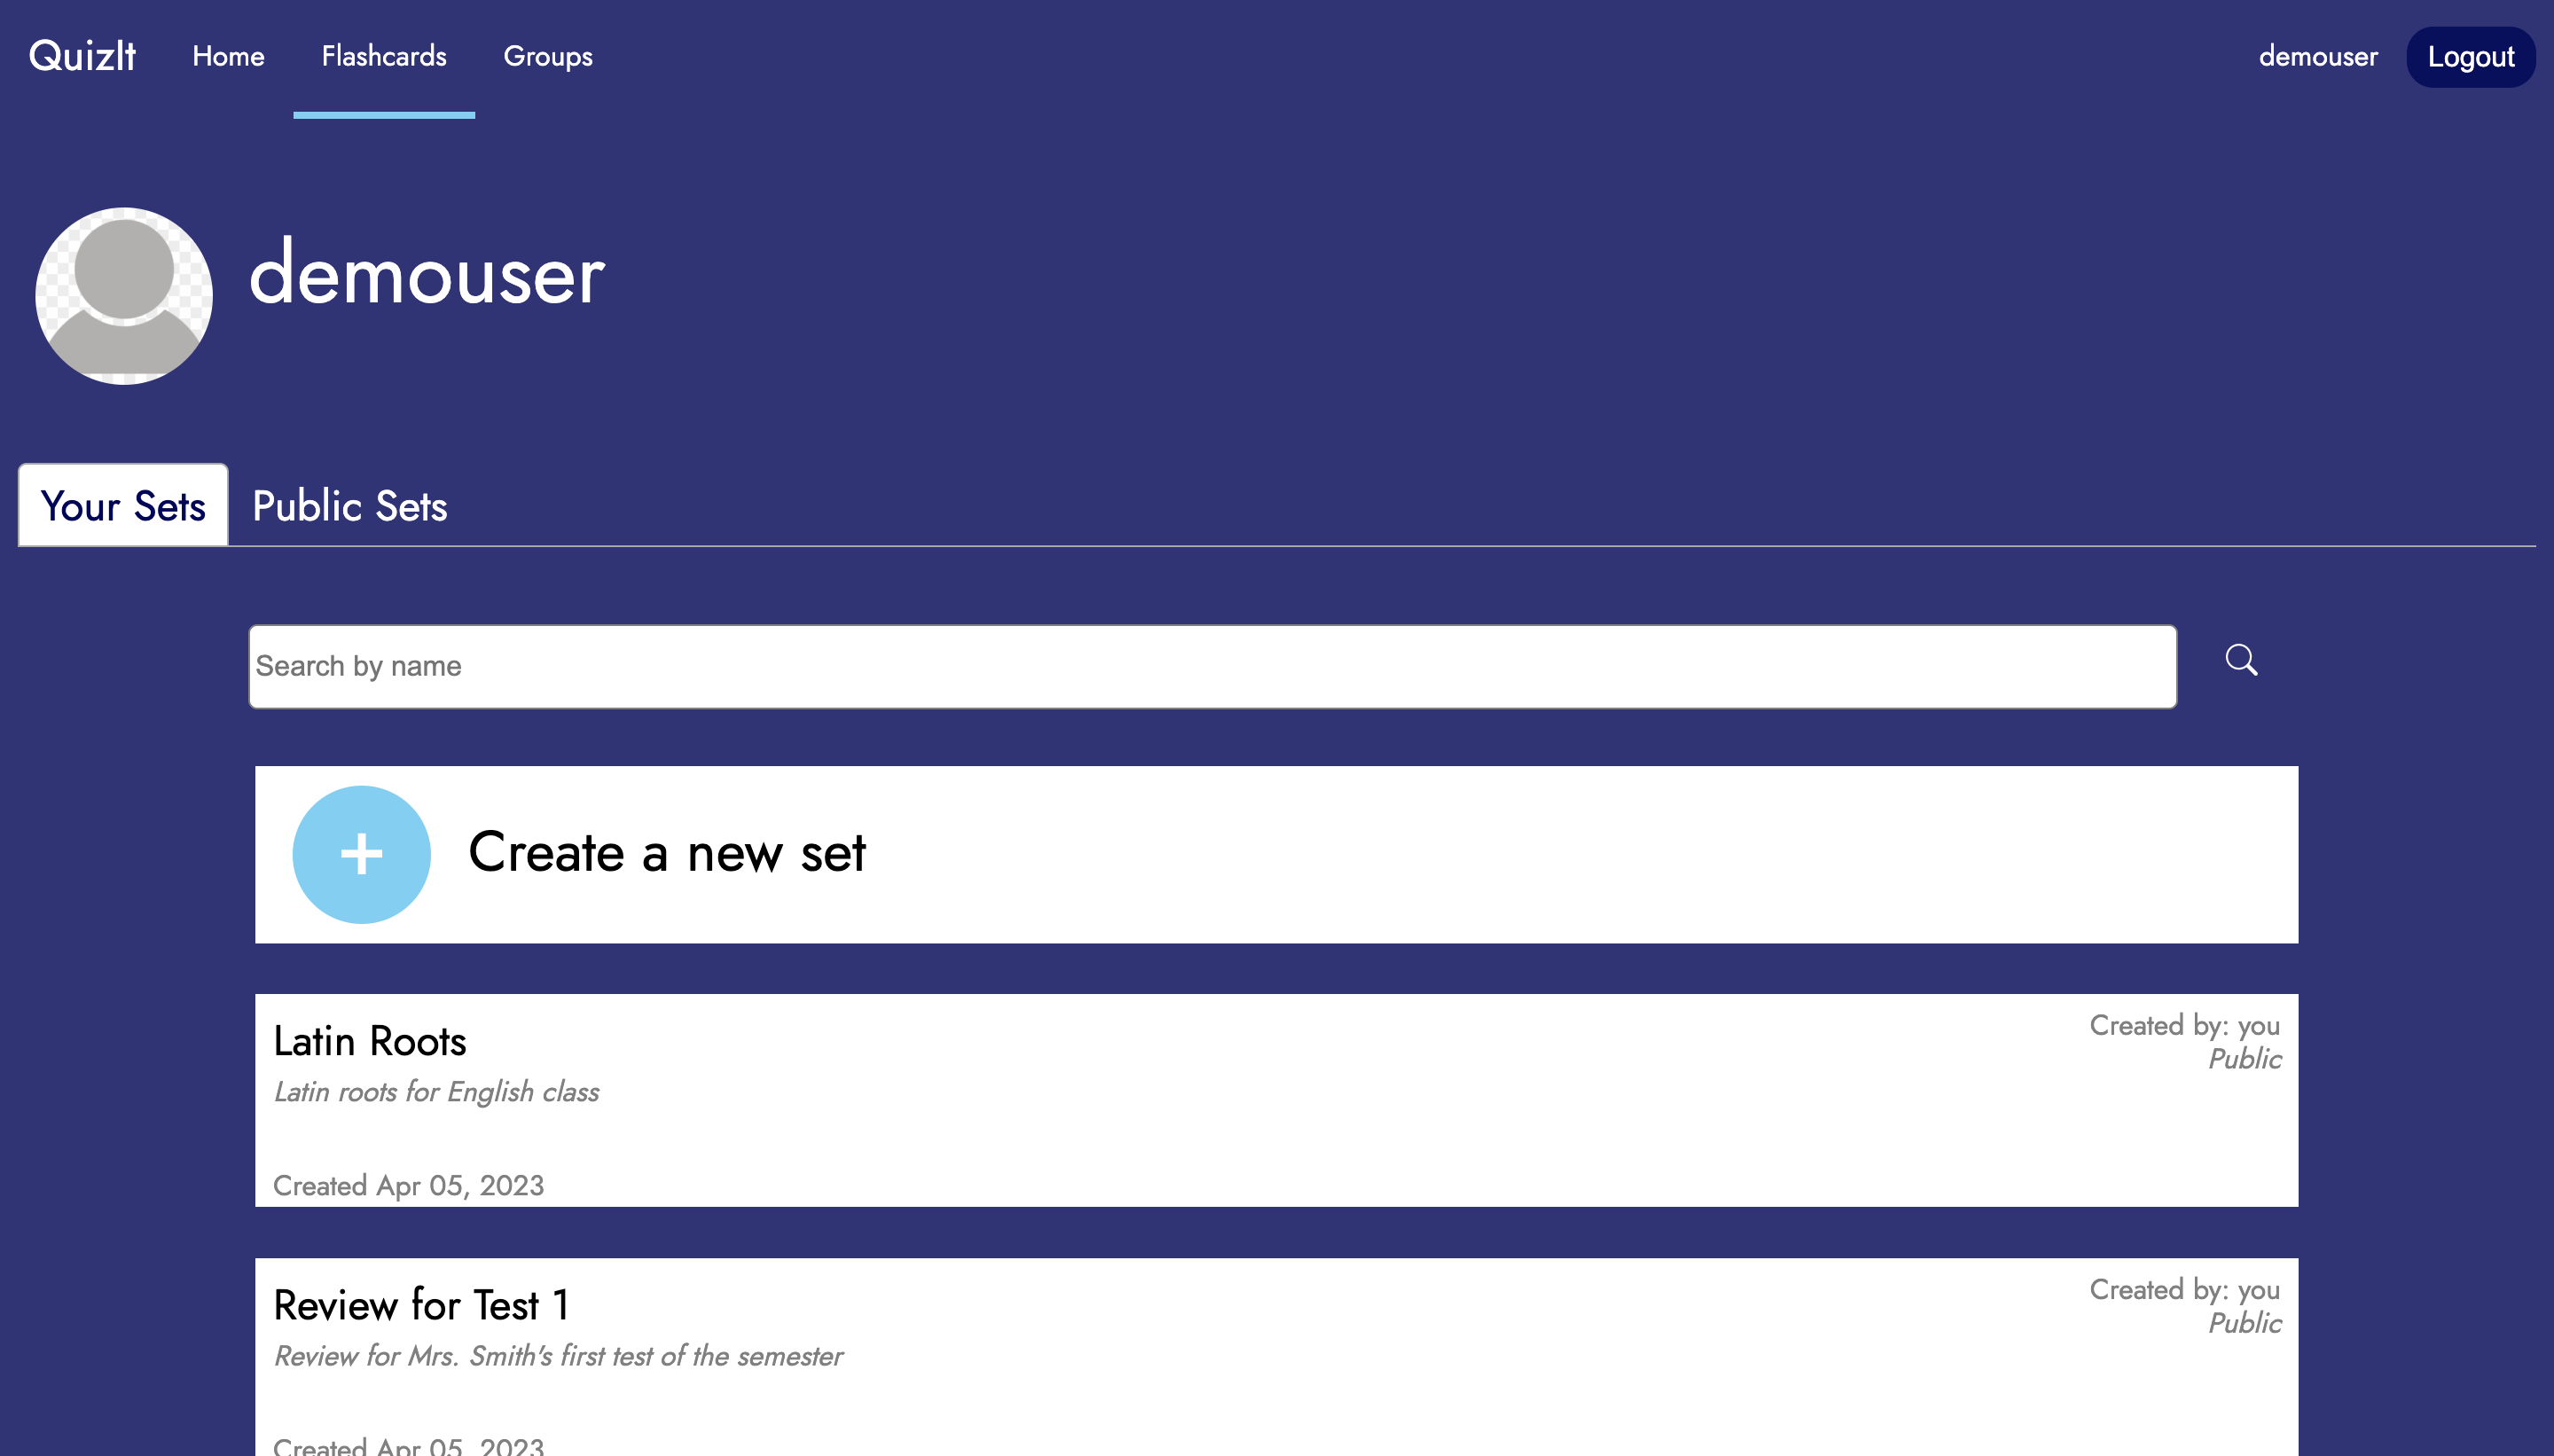 QuizIt Home Flashcards Groups demouser Logout
demouser
Your Sets Public Sets
Search by name
+ Create a new set
Latin Roots
Created by: you
Public
Latin roots for English class
Created Apr 05, 2023
Review for Test 1
Created by: you
Public
Review for Mrs. Smith's first test of the semester
Created Apr 05, 2023